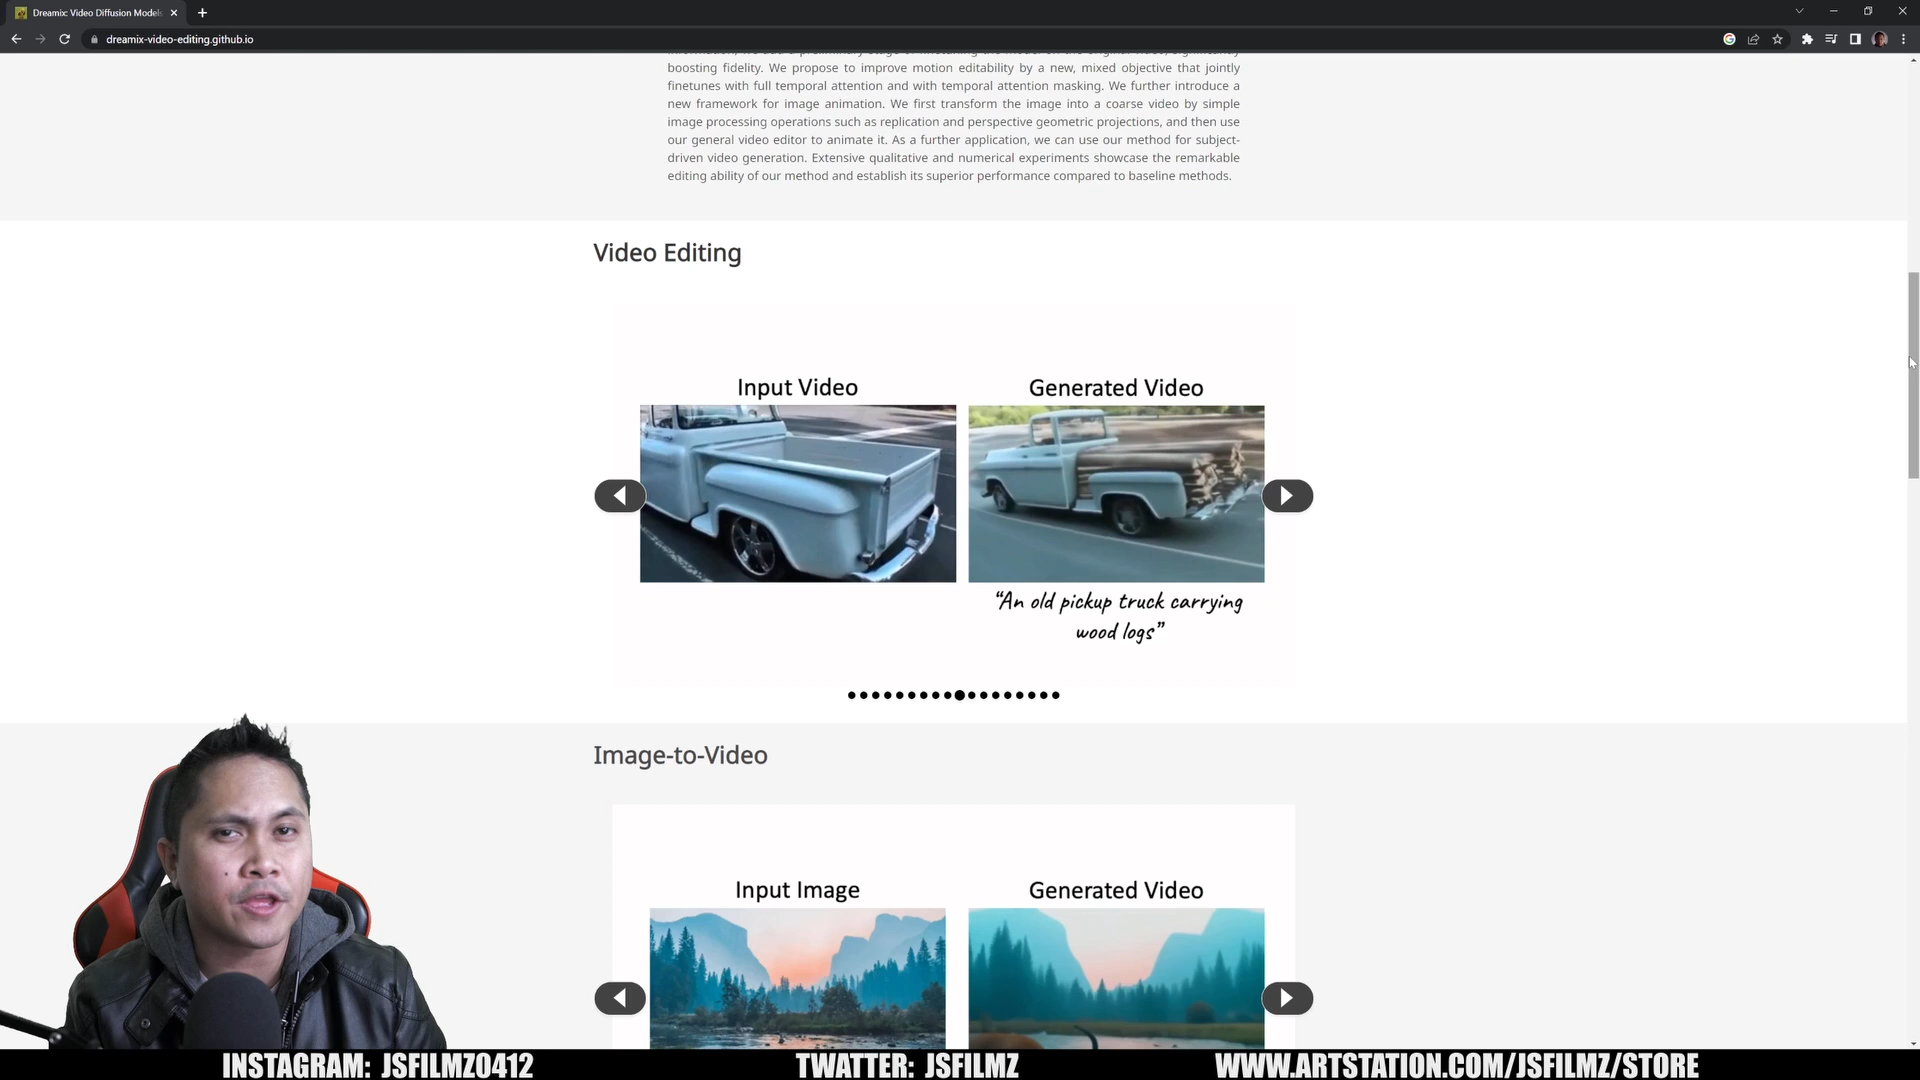 Dreamix: Video Diffusion Model
dreamix-video-editing.github.io
boosting fidelity. We propose to improve motion editability by a new, mixed objective that jointly
finetunes with full temporal attention and with temporal attention masking. We further introduce a
new framework for image animation. We first transform the image into a coarse video by simple
image processing operations such as replication and perspective geometric projections, and then use
our general video editor to animate it. As a further application, we can use our method for subject-
driven video generation. Extensive qualitative and numerical experiments showcase the remarkable
editing ability of our method and establish its superior performance compared to baseline methods.
Video Editing
Input Video
Generated Video
“An old pickup truck carrying
wood logs”
Image-to-Video
Input Image
Generated Video
INSTAGRAM: JSFILMZ0412
TWATTER: JSFILMZ
WWW.ARTSTATION.COM/JSFILMZ/STORE